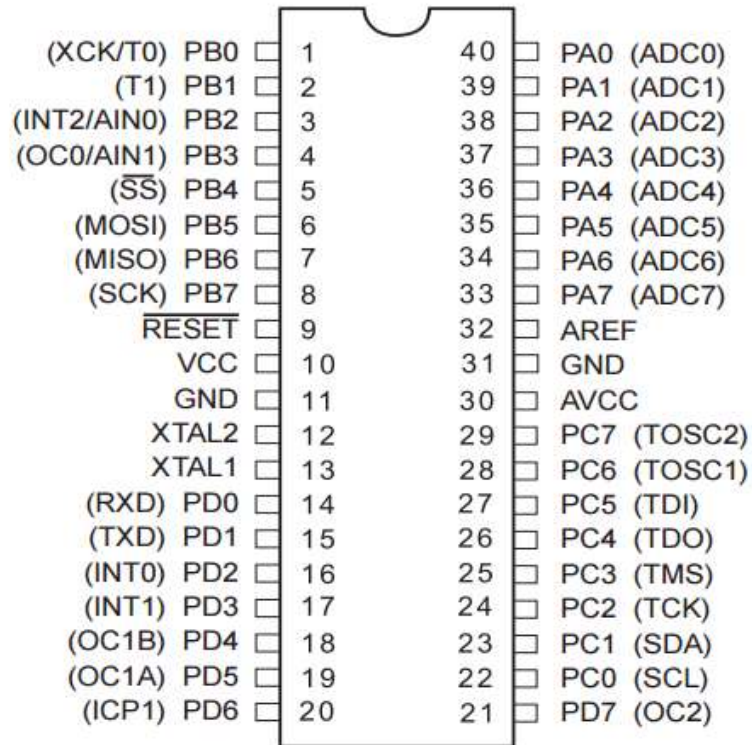 (XCK/T0) PB0 1 40 PA0 (ADC0)
(T1) PB1 2 39 PA1 (ADC1)
(INT2/AIN0) PB2 3 38 PA2 (ADC2)
(OC0/AIN1) PB3 4 37 PA3 (ADC3)
(S̅S̅) PB4 5 36 PA4 (ADC4)
(MOSI) PB5 6 35 PA5 (ADC5)
(MISO) PB6 7 34 PA6 (ADC6)
(SCK) PB7 8 33 PA7 (ADC7)
R̅E̅S̅E̅T̅ 9 32 AREF
VCC 10 31 GND
GND 11 30 AVCC
XTAL2 12 29 PC7 (TOSC2)
XTAL1 13 28 PC6 (TOSC1)
(RXD) PD0 14 27 PC5 (TDI)
(TXD) PD1 15 26 PC4 (TDO)
(INT0) PD2 16 25 PC3 (TMS)
(INT1) PD3 17 24 PC2 (TCK)
(OC1B) PD4 18 23 PC1 (SDA)
(OC1A) PD5 19 22 PC0 (SCL)
(ICP1) PD6 20 21 PD7 (OC2)